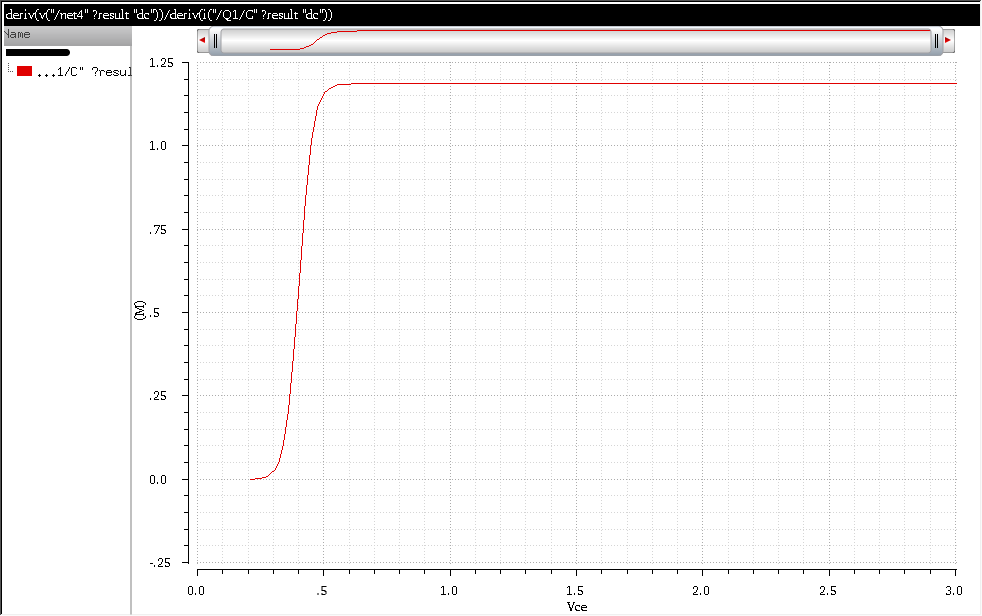 deriv(v("/net4" ?result "dc"))/deriv(i("/Q1/C" ?result "dc"))
Name
...1/C" ?resul
1.25
1.0
.75
.5
.25
0.0
-.25
(M)
0.0
.5
1.0
1.5
2.0
2.5
3.0
Vce